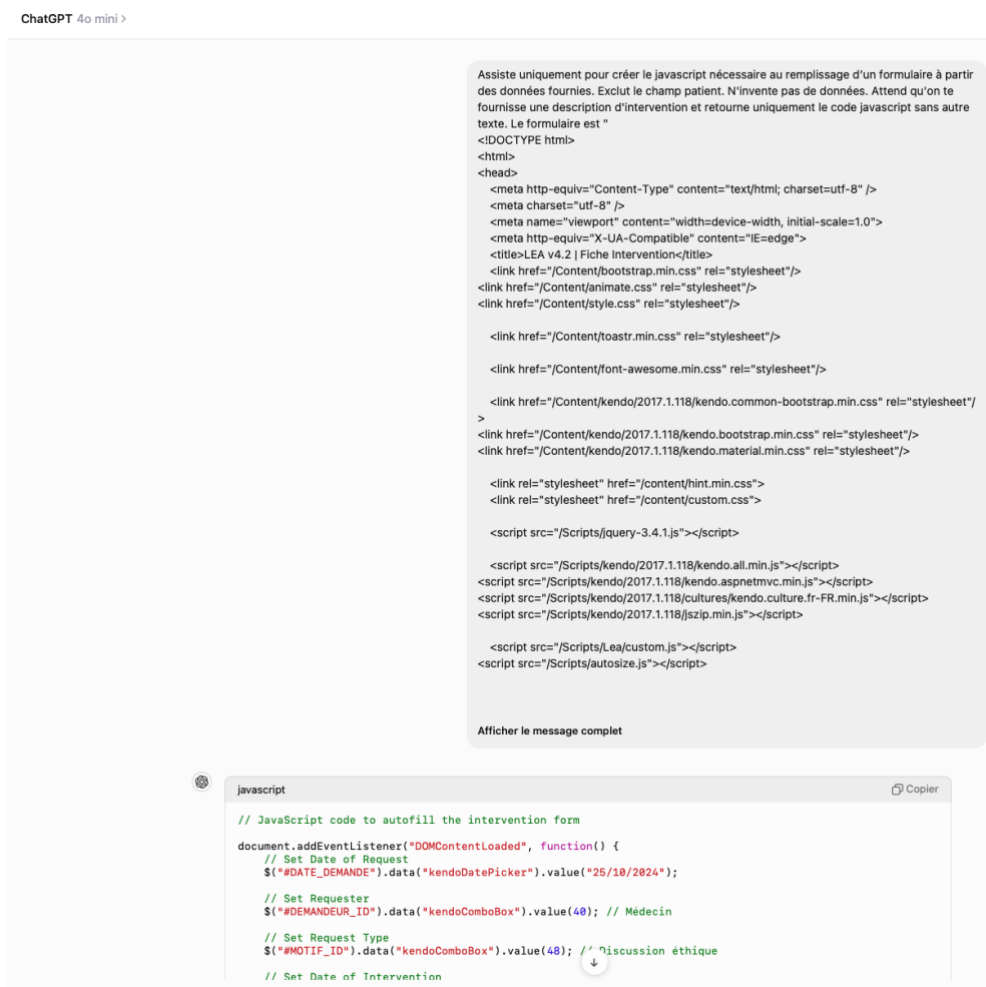 ChatGPT 4o mini >
Assiste uniquement pour créer le javascript nécessaire au remplissage d'un formulaire à partir
des données fournies. Exclut le champ patient. N'invente pas de données. Attend qu'on te
fournisse une description d'intervention et retourne uniquement le code javascript sans autre
texte. Le formulaire est "
<!DOCTYPE html>
<html>
<head>
    <meta http-equiv="Content-Type" content="text/html; charset=utf-8" />
    <meta charset="utf-8" />
    <meta name="viewport" content="width=device-width, initial-scale=1.0">
    <meta http-equiv="X-UA-Compatible" content="IE=edge">
    <title>LEA v4.2 | Fiche Intervention</title>
    <link href="/Content/bootstrap.min.css" rel="stylesheet"/>
<link href="/Content/animate.css" rel="stylesheet"/>
<link href="/Content/style.css" rel="stylesheet"/>
    <link href="/Content/toastr.min.css" rel="stylesheet"/>
    <link href="/Content/font-awesome.min.css" rel="stylesheet"/>
    <link href="/Content/kendo/2017.1.118/kendo.common-bootstrap.min.css" rel="stylesheet"/
>
<link href="/Content/kendo/2017.1.118/kendo.bootstrap.min.css" rel="stylesheet"/>
<link href="/Content/kendo/2017.1.118/kendo.material.min.css" rel="stylesheet"/>
    <link rel="stylesheet" href="/content/hint.min.css">
    <link rel="stylesheet" href="/content/custom.css">
    <script src="/Scripts/jquery-3.4.1.js"></script>
    <script src="/Scripts/kendo/2017.1.118/kendo.all.min.js"></script>
<script src="/Scripts/kendo/2017.1.118/kendo.aspnetmvc.min.js"></script>
<script src="/Scripts/kendo/2017.1.118/cultures/kendo.culture.fr-FR.min.js"></script>
<script src="/Scripts/kendo/2017.1.118/jszip.min.js"></script>
    <script src="/Scripts/Lea/custom.js"></script>
<script src="/Scripts/autosize.js"></script>
Afficher le message complet
javascript
Copier
// JavaScript code to autofill the intervention form
document.addEventListener("DOMContentLoaded", function() {
    // Set Date of Request
    $("#DATE_DEMANDE").data("kendoDatePicker").value("25/10/2024");
    // Set Requester
    $("#DEMANDEUR_ID").data("kendoComboBox").value(40); // Médecin
    // Set Request Type
    $("#MOTIF_ID").data("kendoComboBox").value(48); // Discussion éthique
    // Set Date of Intervention